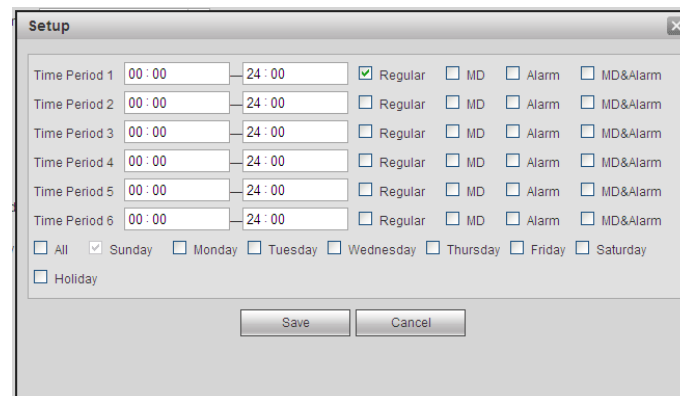 Setup
Time Period 1 00:00 — 24:00 Regular MD Alarm MD&Alarm
Time Period 2 00:00 — 24:00 Regular MD Alarm MD&Alarm
Time Period 3 00:00 — 24:00 Regular MD Alarm MD&Alarm
Time Period 4 00:00 — 24:00 Regular MD Alarm MD&Alarm
Time Period 5 00:00 — 24:00 Regular MD Alarm MD&Alarm
Time Period 6 00:00 — 24:00 Regular MD Alarm MD&Alarm
All Sunday Monday Tuesday Wednesday Thursday Friday Saturday
Holiday
Save Cancel